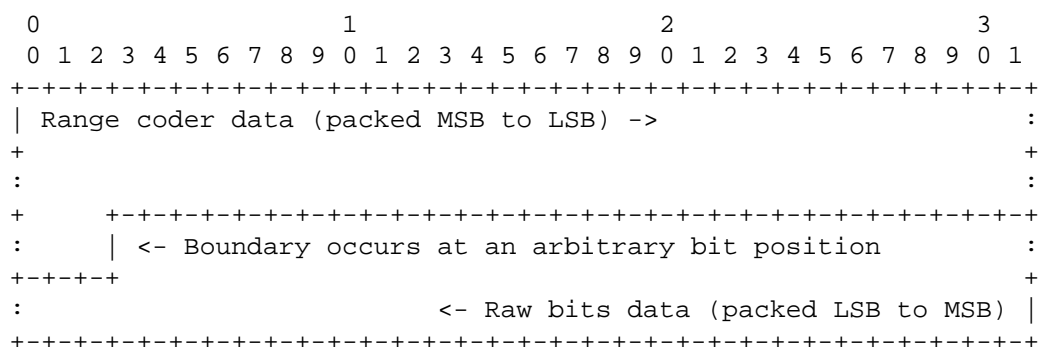 0                   1                   2                   3
 0 1 2 3 4 5 6 7 8 9 0 1 2 3 4 5 6 7 8 9 0 1 2 3 4 5 6 7 8 9 0 1
+-+-+-+-+-+-+-+-+-+-+-+-+-+-+-+-+-+-+-+-+-+-+-+-+-+-+-+-+-+-+-+-+
| Range coder data (packed MSB to LSB) ->                       :
+                                                               +
:                                                               :
+     +-+-+-+-+-+-+-+-+-+-+-+-+-+-+-+-+-+-+-+-+-+-+-+-+-+-+-+-+-+
:     | <- Boundary occurs at an arbitrary bit position         :
+-+-+-+                                                         +
:                          <- Raw bits data (packed LSB to MSB) |
+-+-+-+-+-+-+-+-+-+-+-+-+-+-+-+-+-+-+-+-+-+-+-+-+-+-+-+-+-+-+-+-+